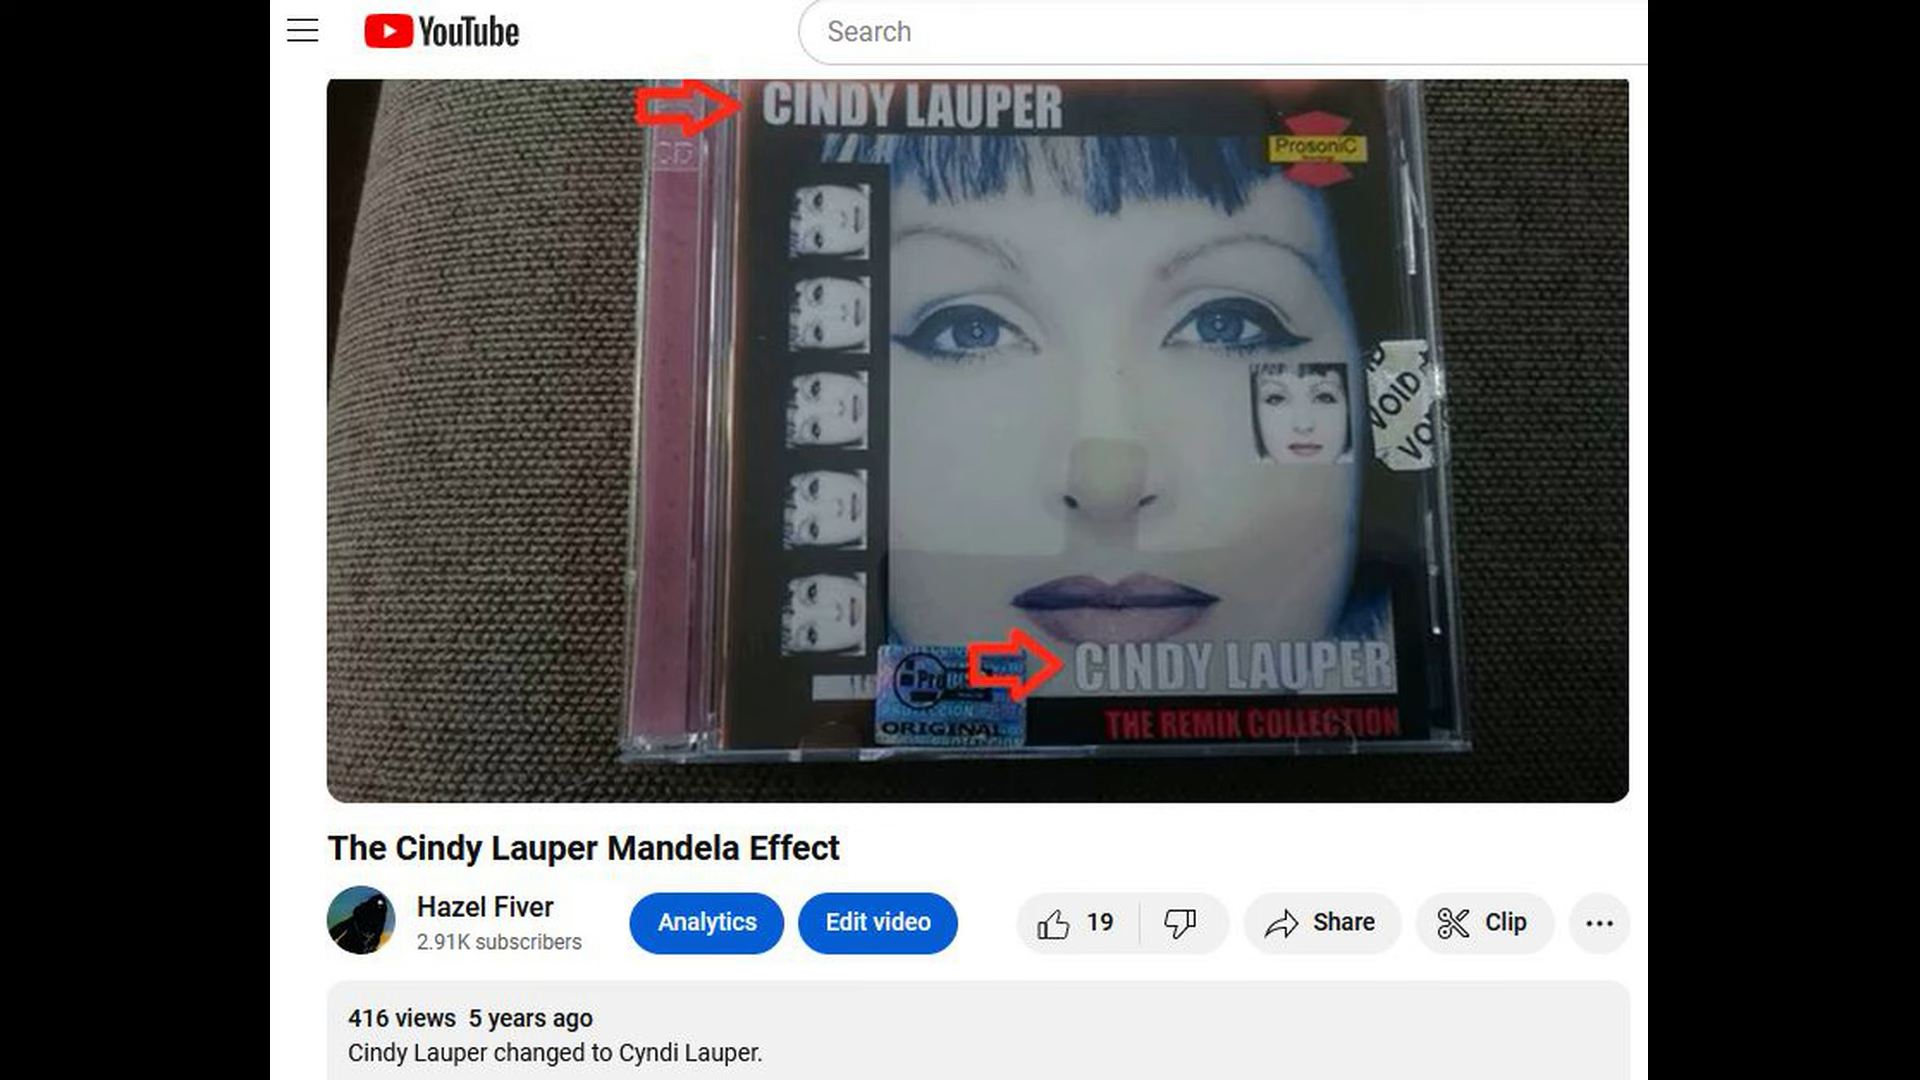 YouTube
Search
CINDY LAUPER
ProsoniC
CD
VOID
ORIGINAL
CINDY LAUPER
THE REMIX COLLECTION
The Cindy Lauper Mandela Effect
Hazel Fiver
2.91K subscribers
Analytics
Edit video
19
Share
Clip
416 views 5 years ago
Cindy Lauper changed to Cyndi Lauper.